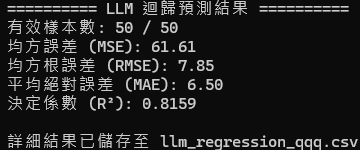 ========== LLM 迴歸預測結果 ==========
有效樣本數: 50 / 50
均方誤差 (MSE): 61.61
均方根誤差 (RMSE): 7.85
平均絕對誤差 (MAE): 6.50
決定係數 (R²): 0.8159
詳細結果已儲存至 llm_regression_qqq.csv